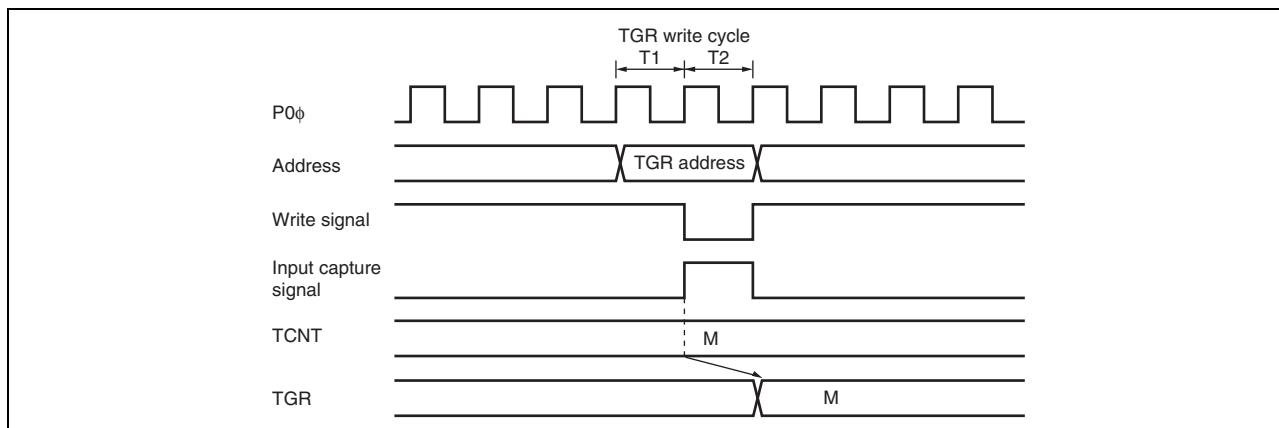 TGR write cycle
T1 T2
P0ϕ
Address
TGR address
Write signal
Input capture
signal
TCNT
M
TGR
M